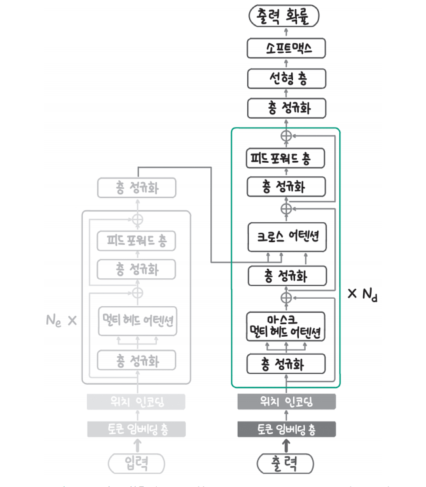 출력 확률
소프트맥스
선형 층
층 정규화
피드 포워드 층
층 정규화
크로스 어텐션
층 정규화
마스크
멀티 헤드 어텐션
층 정규화
위치 인코딩
토큰 임베딩 층
출력
× Nd
층 정규화
피드 포워드 층
층 정규화
멀티 헤드 어텐션
층 정규화
위치 인코딩
토큰 임베딩 층
입력
Ne ×